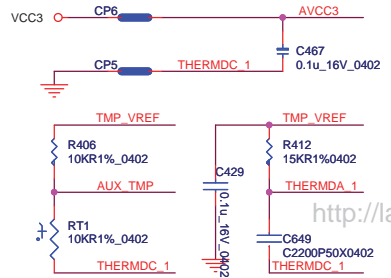 VCC3 CP6 AVCC3
C467
0.1u_16V_0402
CP5 THERMDC_1
TMP_VREF TMP_VREF
R406
10KR1%_0402
R412
15KR1%0402
C429
0.1u_16V_0402
AUX_TMP THERMDA_1
http://la
RT1
10KR1%_0402
C649
C2200P50X0402
THERMDC_1 THERMDC_1